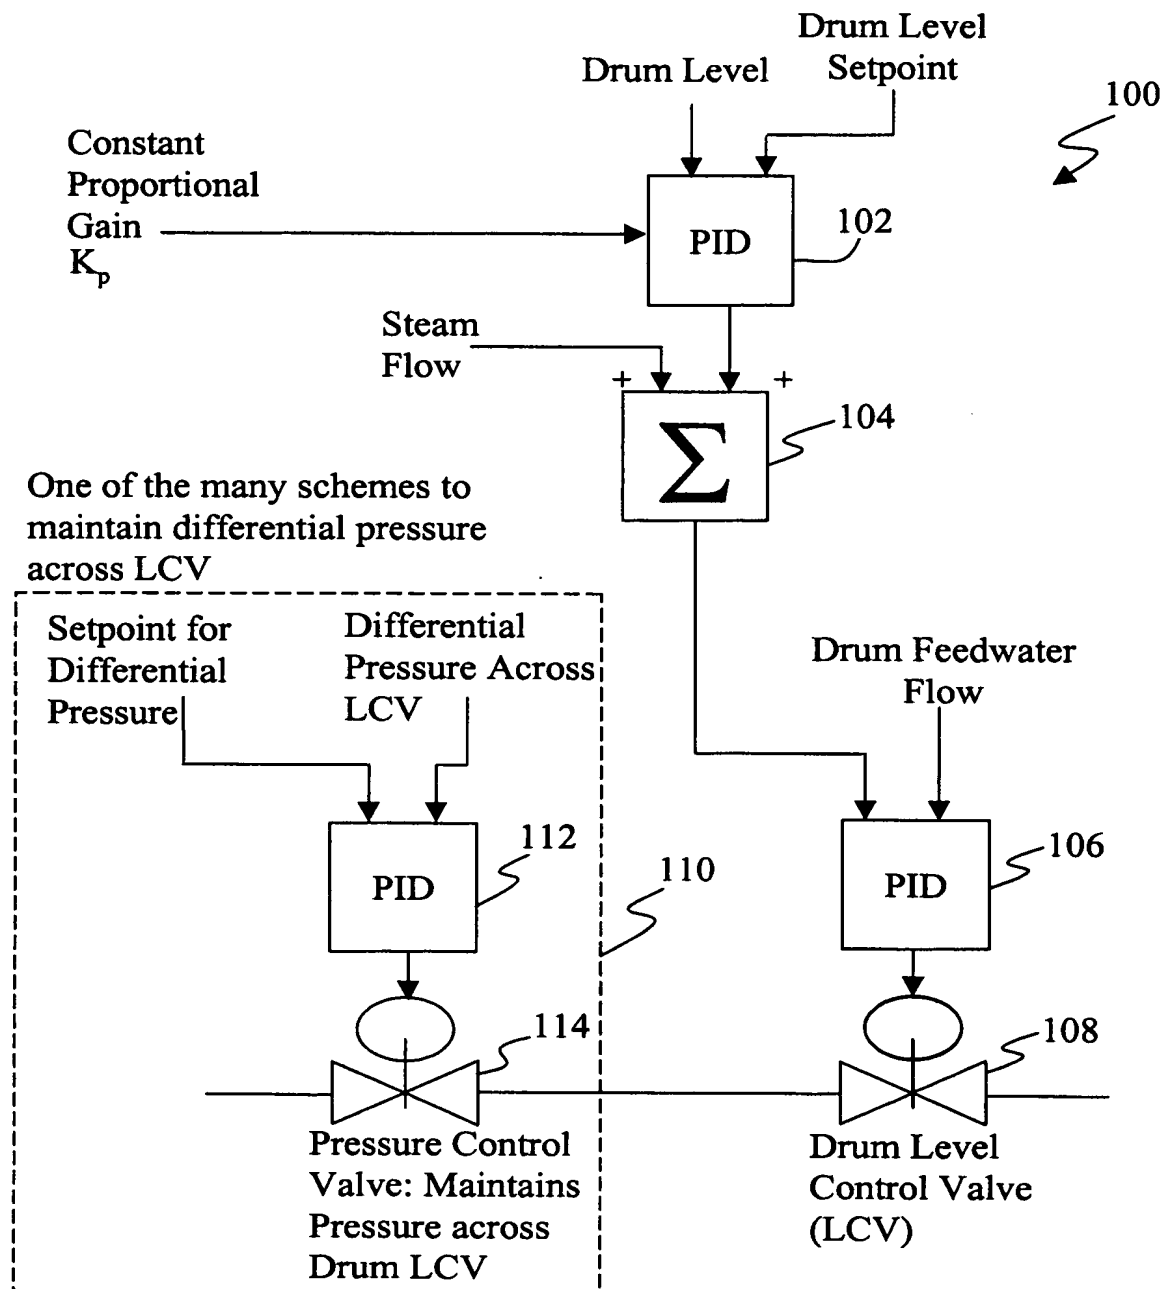 Drum Level
Drum Level
Setpoint
100
Constant
Proportional
Gain
Kp
PID
102
Steam
Flow
+
+
Σ
104
One of the many schemes to
maintain differential pressure
across LCV
Setpoint for
Differential
Pressure
Differential
Pressure Across
LCV
Drum Feedwater
Flow
PID
112
110
PID
106
114
108
Pressure Control
Valve: Maintains
Pressure across
Drum LCV
Drum Level
Control Valve
(LCV)